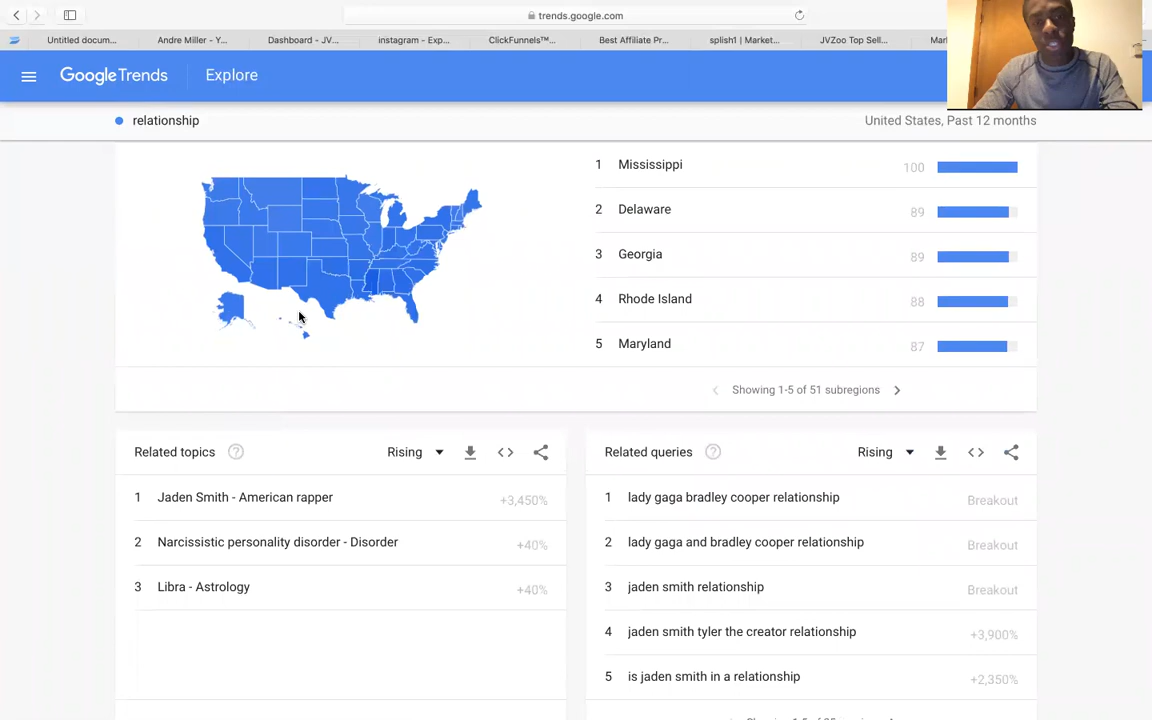 trends.google.com
Untitled docum...
Andre Miller - Y...
Dashboard - JV...
instagram - Exp...
ClickFunnels™...
Best Affiliate Pr...
splish1 | Market...
JVZoo Top Sell...
Mark
Google Trends
Explore
relationship
United States, Past 12 months
1 Mississippi 100
2 Delaware 89
3 Georgia 89
4 Rhode Island 88
5 Maryland 87
Showing 1-5 of 51 subregions
Related topics ?
Rising
1 Jaden Smith - American rapper +3,450%
2 Narcissistic personality disorder - Disorder +40%
3 Libra - Astrology +40%
Related queries ?
Rising
1 lady gaga bradley cooper relationship Breakout
2 lady gaga and bradley cooper relationship Breakout
3 jaden smith relationship Breakout
4 jaden smith tyler the creator relationship +3,900%
5 is jaden smith in a relationship +2,350%